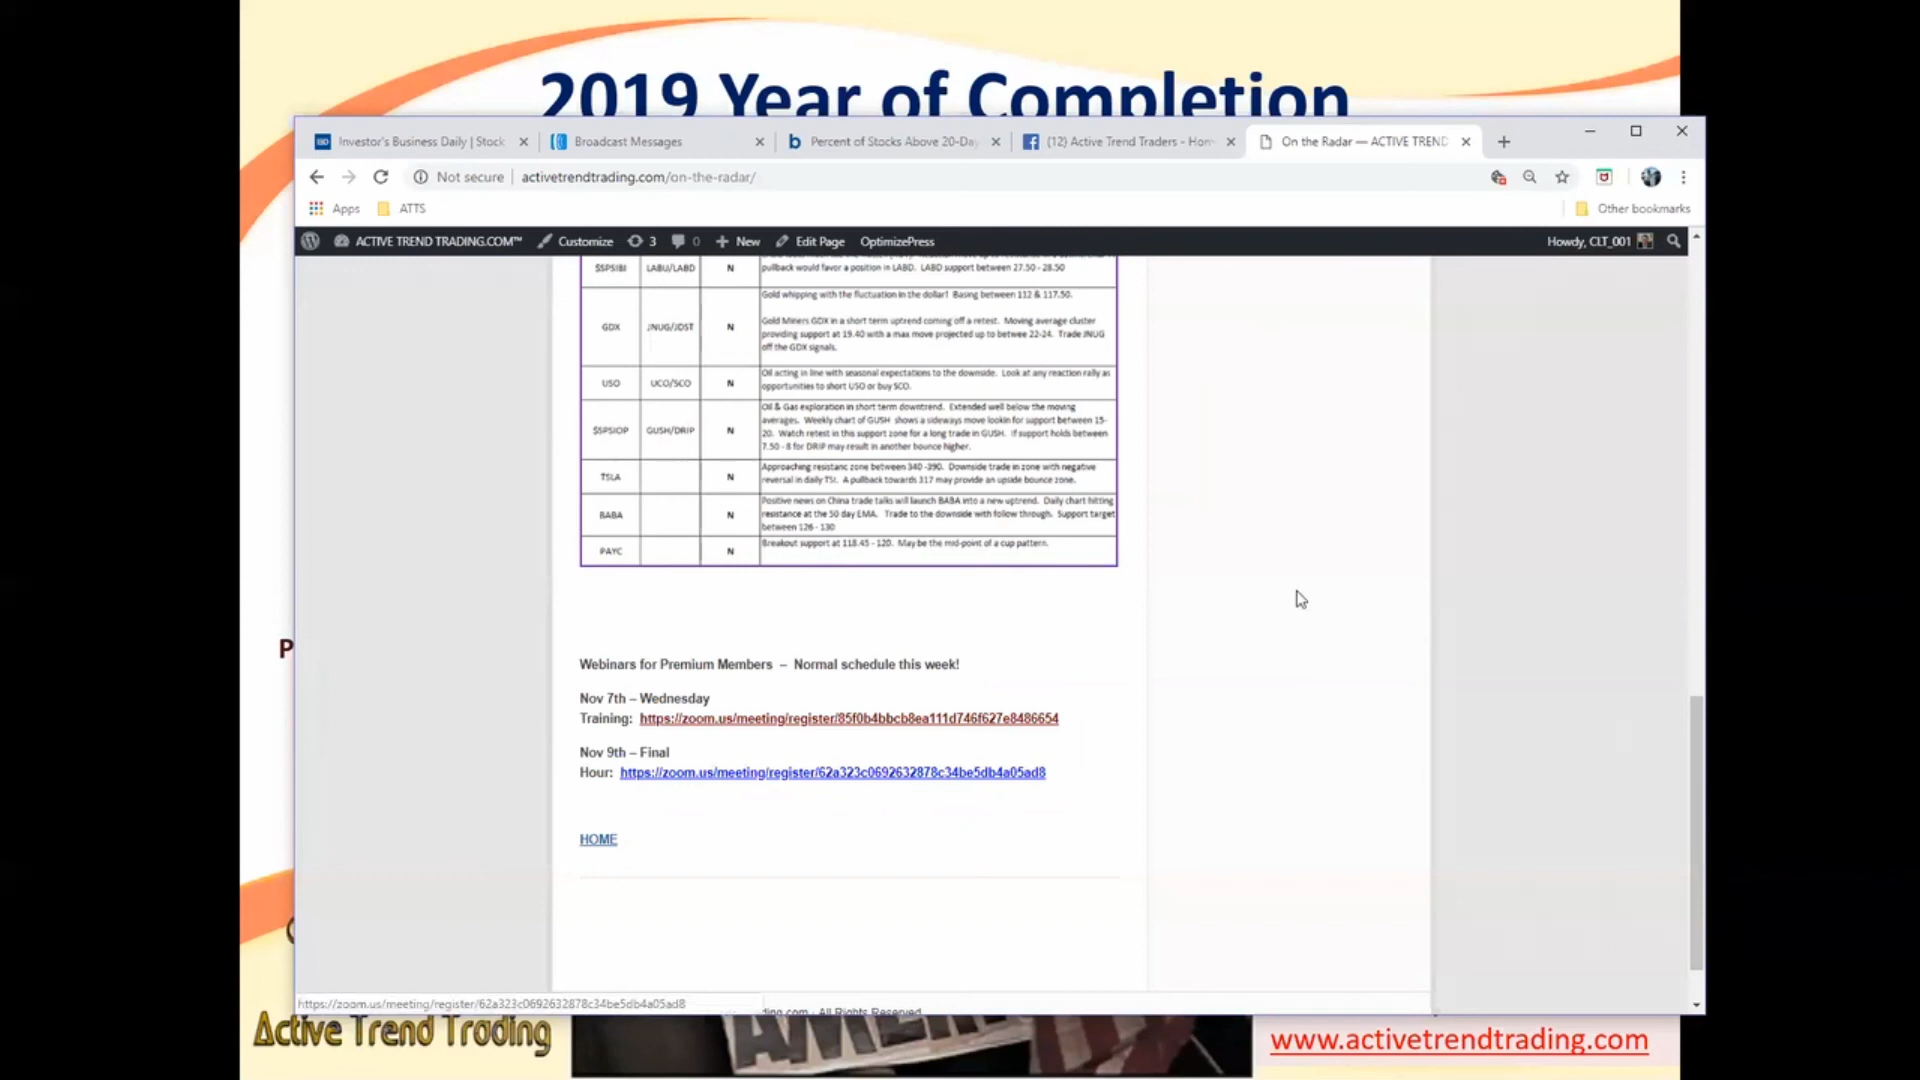 2019 Year of Completion
Investor's Business Daily | Stock
Broadcast Messages
Percent of Stocks Above 20-Day
(12) Active Trend Traders - Hom
On the Radar — ACTIVE TREND
Not secure | activetrendtrading.com/on-the-radar/
Apps ATTS Other bookmarks
ACTIVE TREND TRADING.COM™ Customize 3 0 New Edit Page OptimizePress Howdy, CLT_001
$SPSIBI LABU/LABD N
pullback would favor a position in LABD. LABD support between 27.50 - 28.50
GDX JNUG/JDST N
Gold whipping with the fluctuation in the dollar! Basing between 112 & 117.50.
Gold Miners GDX in a short term uptrend coming off a retest. Moving average cluster
providing support at 19.40 with a max move projected up to betwee 22-24. Trade JNUG
off the GDX signals.
USO UCO/SCO N
Oil acting in line with seasonal expectations to the downside. Look at any reaction rally as
opportunities to short USO or buy SCO.
$SPSIOP GUSH/DRIP N
Oil & Gas exploration in short term downtrend. Extended well below the moving
averages. Weekly chart of GUSH shows a sideways move lookin for support between 15-
20. Watch retest in this support zone for a long trade in GUSH. If support holds between
7.50 - 8 for DRIP may result in another bounce higher.
TSLA N
Approaching resistanc zone between 340 -390. Downside trade in zone with negative
reversal in daily TSI. A pullback towards 317 may provide an upside bounce zone.
BABA N
Positive news on China trade talks will launch BABA into a new uptrend. Daily chart hitting
resistance at the 50 day EMA. Trade to the downside with follow through. Support target
between 126 - 130
PAYC N
Breakout support at 118.45 - 120. May be the mid-point of a cup pattern.
P
Webinars for Premium Members – Normal schedule this week!
Nov 7th – Wednesday
Training: https://zoom.us/meeting/register/85f0b4bbcb8ea111d746f627e8486654
Nov 9th – Final
Hour: https://zoom.us/meeting/register/62a323c0692632878c34be5db4a05ad8
HOME
https://zoom.us/meeting/register/62a323c0692632878c34be5db4a05ad8
ding.com - All Rights Reserved
Active Trend Trading
www.activetrendtrading.com